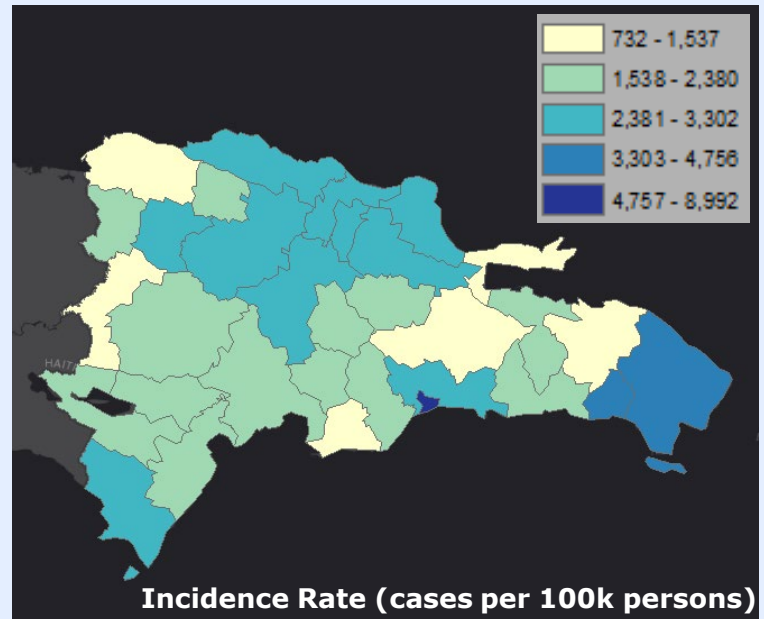 732 - 1,537
1,538 - 2,380
2,381 - 3,302
3,303 - 4,756
4,757 - 8,992
HAITI
Incidence Rate (cases per 100k persons)